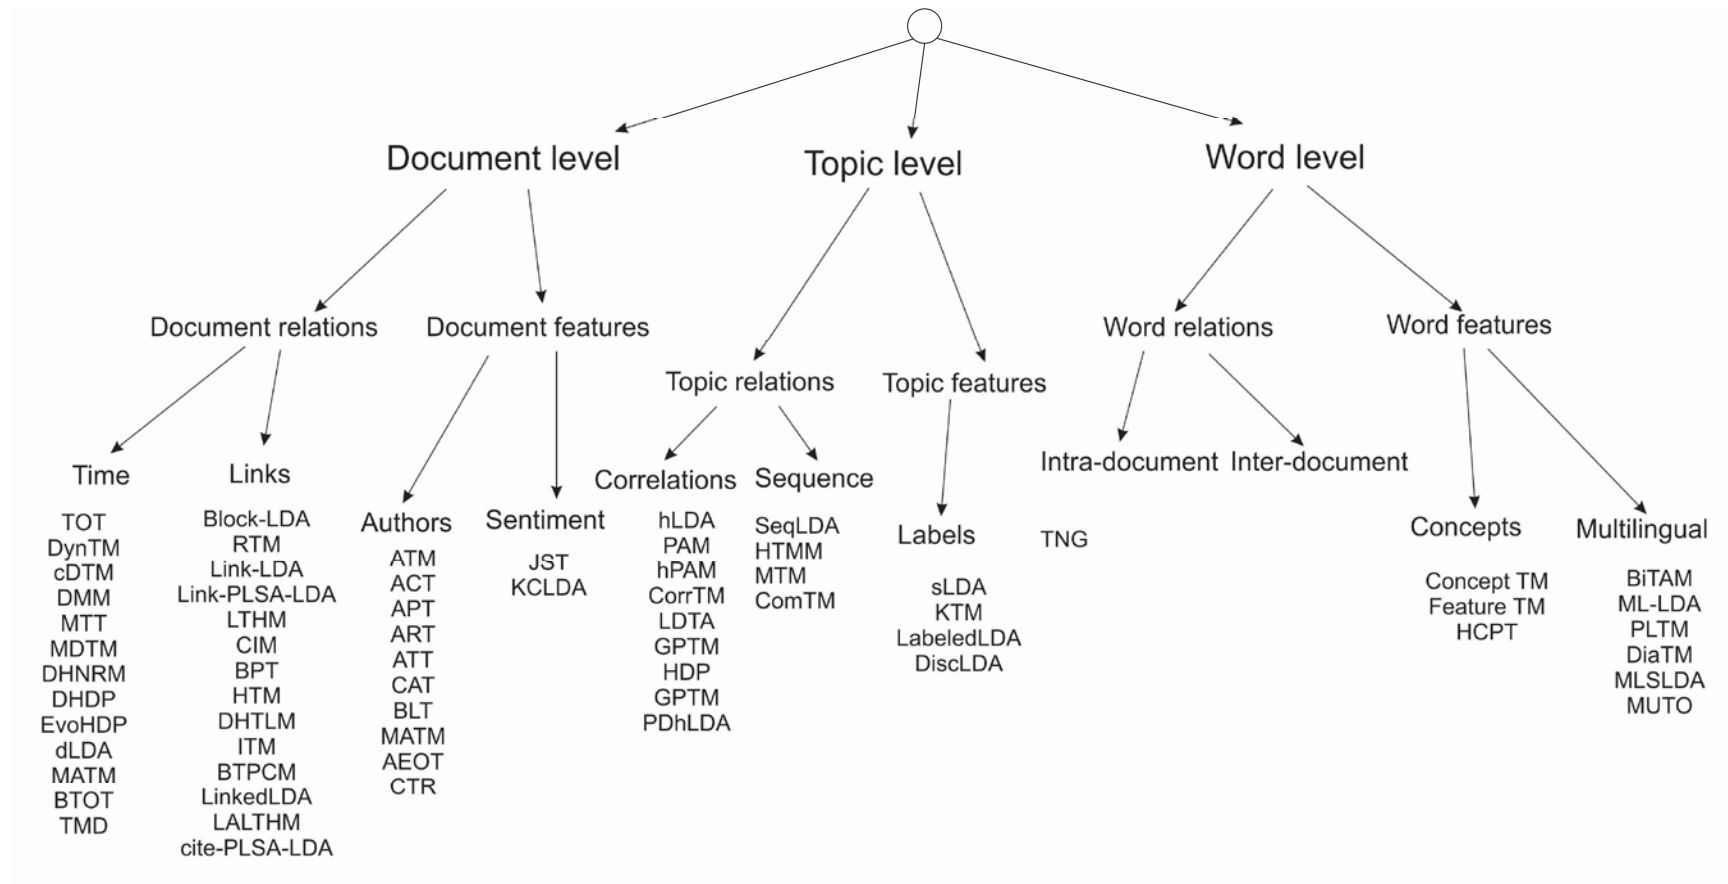 Document level
Topic level
Word level
Document relations
Document features
Word relations
Word features
Topic relations
Topic features
Time
Links
Authors
Sentiment
Correlations
Sequence
Labels
Intra-document
Inter-document
Concepts
Multilingual
TOT
DynTM
cDTM
DMM
MTT
MDTM
DHNRM
DHDP
EvoHDP
dLDA
MATM
BTOT
TMD
Block-LDA
RTM
Link-LDA
Link-PLSA-LDA
LTHM
CIM
BPT
HTM
DHTLM
ITM
BTPCM
LinkedLDA
LALTHM
cite-PLSA-LDA
ATM
ACT
APT
ART
ATT
CAT
BLT
MATM
AEOT
CTR
JST
KCLDA
hLDA
PAM
hPAM
CorrTM
LDTA
GPTM
HDP
GPTM
PDhLDA
SeqLDA
HTMM
MTM
ComTM
sLDA
KTM
LabeledLDA
DiscLDA
TNG
Concept TM
Feature TM
HCPT
BiTAM
ML-LDA
PLTM
DiaTM
MLSLDA
MUTO